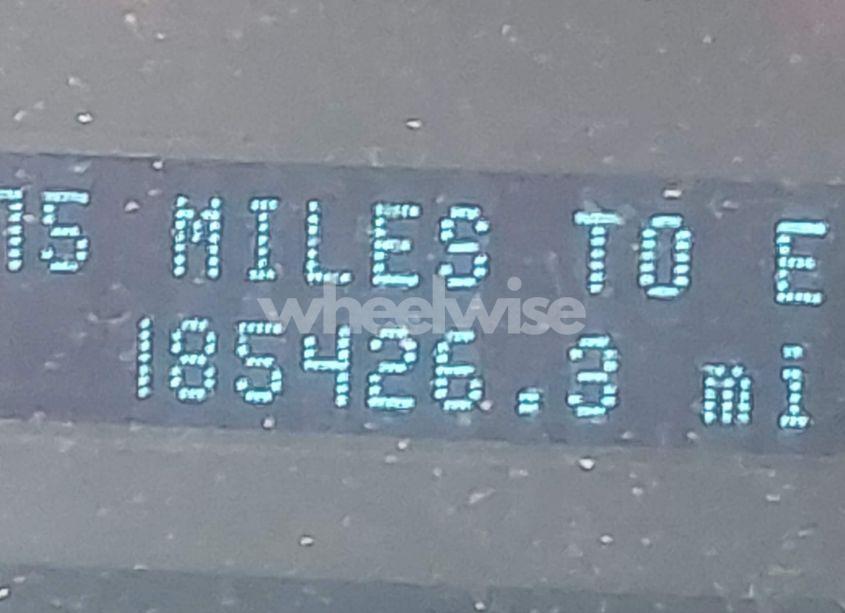 75 MILES TO E
wheelwise
185426.3 mi